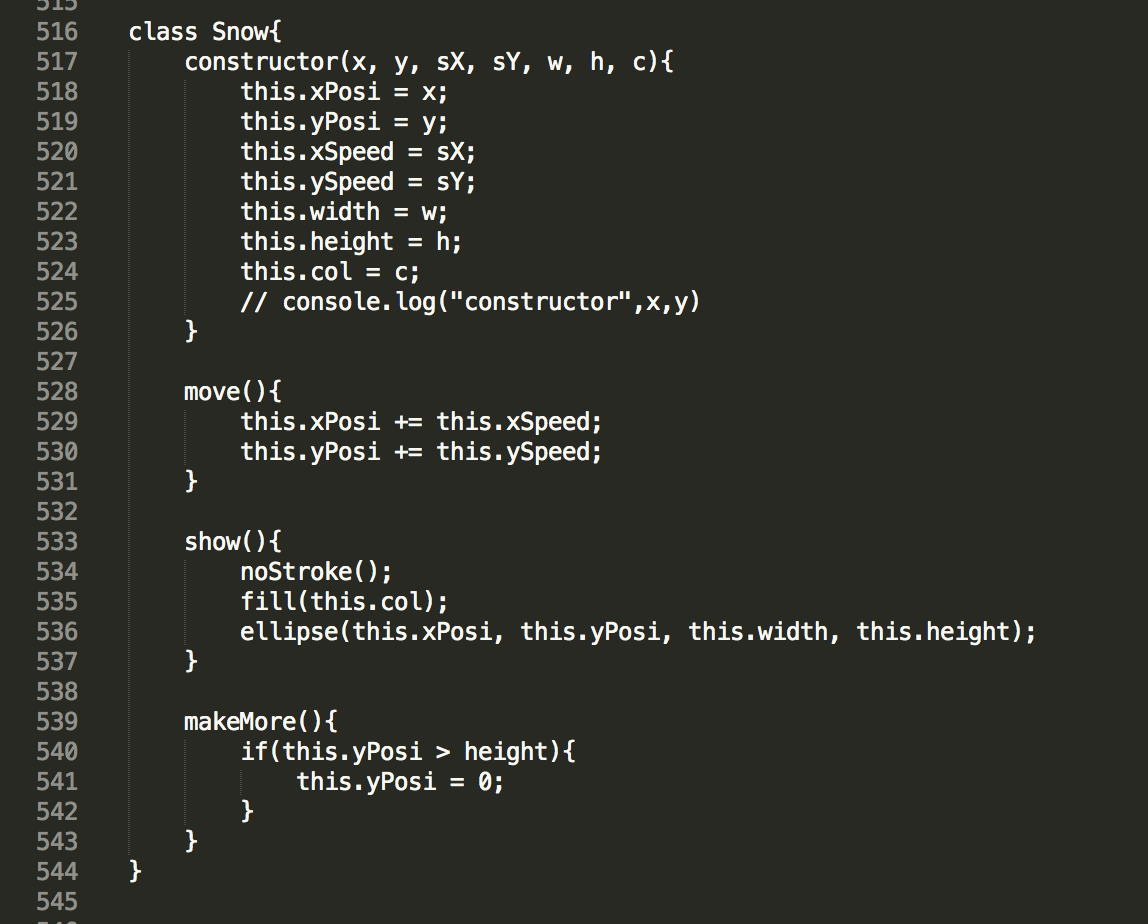 515
516 class Snow{
517 constructor(x, y, sX, sY, w, h, c){
518 this.xPosi = x;
519 this.yPosi = y;
520 this.xSpeed = sX;
521 this.ySpeed = sY;
522 this.width = w;
523 this.height = h;
524 this.col = c;
525 // console.log("constructor",x,y)
526 }
527
528 move(){
529 this.xPosi += this.xSpeed;
530 this.yPosi += this.ySpeed;
531 }
532
533 show(){
534 noStroke();
535 fill(this.col);
536 ellipse(this.xPosi, this.yPosi, this.width, this.height);
537 }
538
539 makeMore(){
540 if(this.yPosi > height){
541 this.yPosi = 0;
542 }
543 }
544 }
545